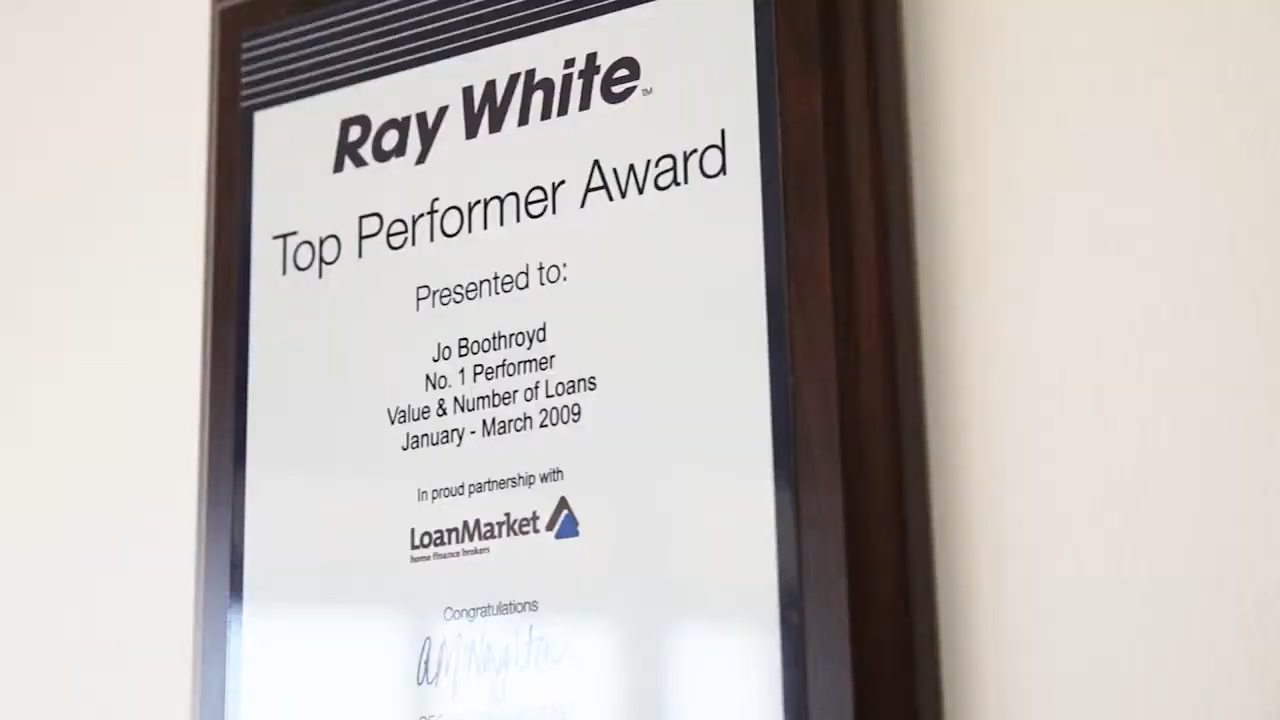 Ray White™
Top Performer Award
Presented to:
Jo Boothroyd
No. 1 Performer
Value & Number of Loans
January - March 2009
In proud partnership with
LoanMarket
home finance brokers
Congratulations